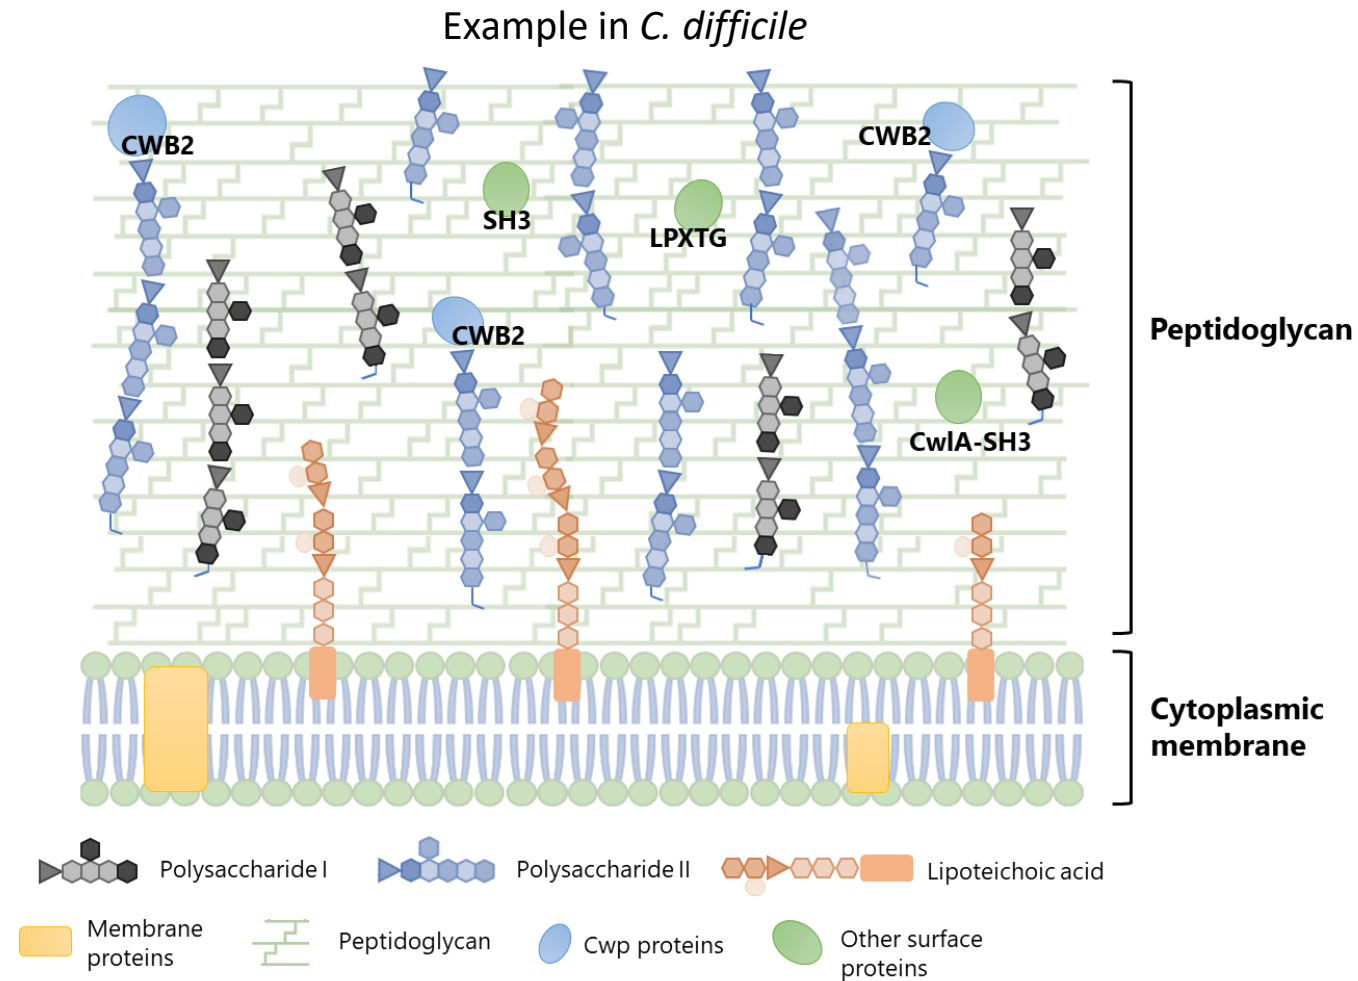 Example in C. difficile
CWB2
CWB2
SH3
LPXTG
CWB2
Peptidoglycan
CwlA-SH3
Cytoplasmic
membrane
Polysaccharide I
Polysaccharide II
Lipoteichoic acid
Membrane
proteins
Peptidoglycan
Cwp proteins
Other surface
proteins